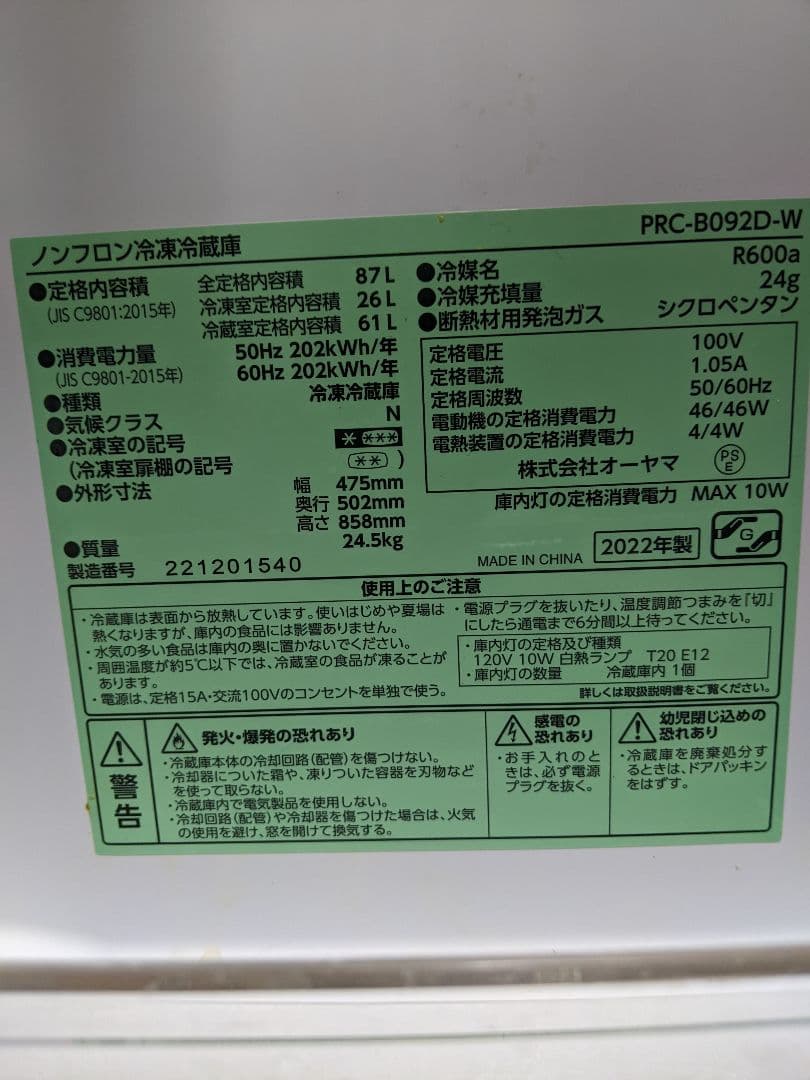 ノンフロン冷凍冷蔵庫
PRC-B092D-W
●定格内容積 全定格内容積 87L
(JIS C9801:2015年) 冷凍室定格内容積 26L
冷蔵室定格内容積 61L
●消費電力量 50Hz 202kWh/年
(JIS C9801-2015年) 60Hz 202kWh/年
●種類 冷凍冷蔵庫
●気候クラス N
●冷凍室の記号 * ***
(冷凍室扉棚の記号 ** )
●外形寸法 幅 475mm
奥行 502mm
高さ 858mm
●質量 24.5kg
製造番号 221201540
●冷媒名 R600a
●冷媒充填量 24g
●断熱材用発泡ガス シクロペンタン
定格電圧 100V
定格電流 1.05A
定格周波数 50/60Hz
電動機の定格消費電力 46/46W
電熱装置の定格消費電力 4/4W
株式会社オーヤマ PSE
庫内灯の定格消費電力 MAX 10W
MADE IN CHINA 2022年製 G
使用上のご注意
・冷蔵庫は表面から放熱しています。使いはじめや夏場は
熱くなりますが、庫内の食品には影響ありません。
・水気の多い食品は庫内の奥に置かないでください。
・周囲温度が約5℃以下では、冷蔵室の食品が凍ることが
あります。
・電源は、定格15A・交流100Vのコンセントを単独で使う。
・電源プラグを抜いたり、温度調節つまみを「切」
にしたら通電まで6分間以上待ってください。
・庫内灯の定格及び種類
120V 10W 白熱ランプ T20 E12
・庫内灯の数量 冷蔵庫内 1個
詳しくは取扱説明書をご覧ください。
警告
発火・爆発の恐れあり
・冷蔵庫本体の冷却回路(配管)を傷つけない。
・冷却器についた霜や、凍りついた容器を刃物など
を使って取らない。
・冷蔵庫内で電気製品を使用しない。
・冷却回路(配管)や冷却器を傷つけた場合は、火気
の使用を避け、窓を開けて換気する。
感電の
恐れあり
・お手入れのと
きは、必ず電源
プラグを抜く。
幼児閉じ込めの
恐れあり
・冷蔵庫を廃棄処分す
るときは、ドアパッキン
をはずす。